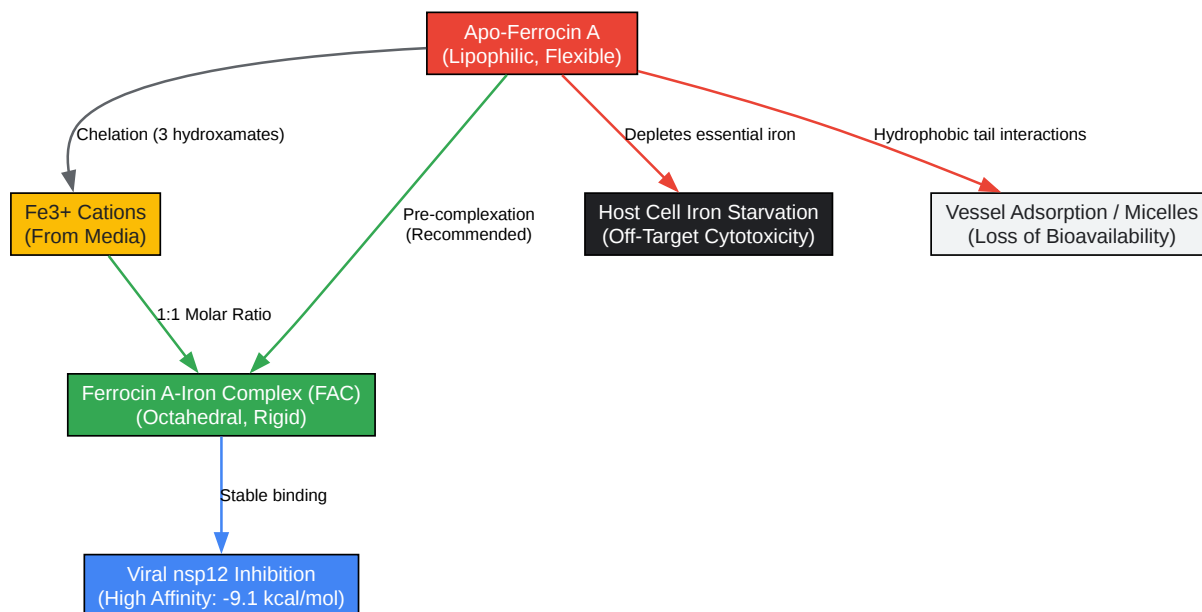 Apo-Ferrocin A
(Lipophilic, Flexible)
Chelation (3 hydroxamates)
Depletes essential iron
Hydrophobic tail interactions
Fe3+ Cations
(From Media)
Pre-complexation
(Recommended)
Host Cell Iron Starvation
(Off-Target Cytotoxicity)
Vessel Adsorption / Micelles
(Loss of Bioavailability)
1:1 Molar Ratio
Ferrocin A-Iron Complex (FAC)
(Octahedral, Rigid)
Stable binding
Viral nsp12 Inhibition
(High Affinity: -9.1 kcal/mol)